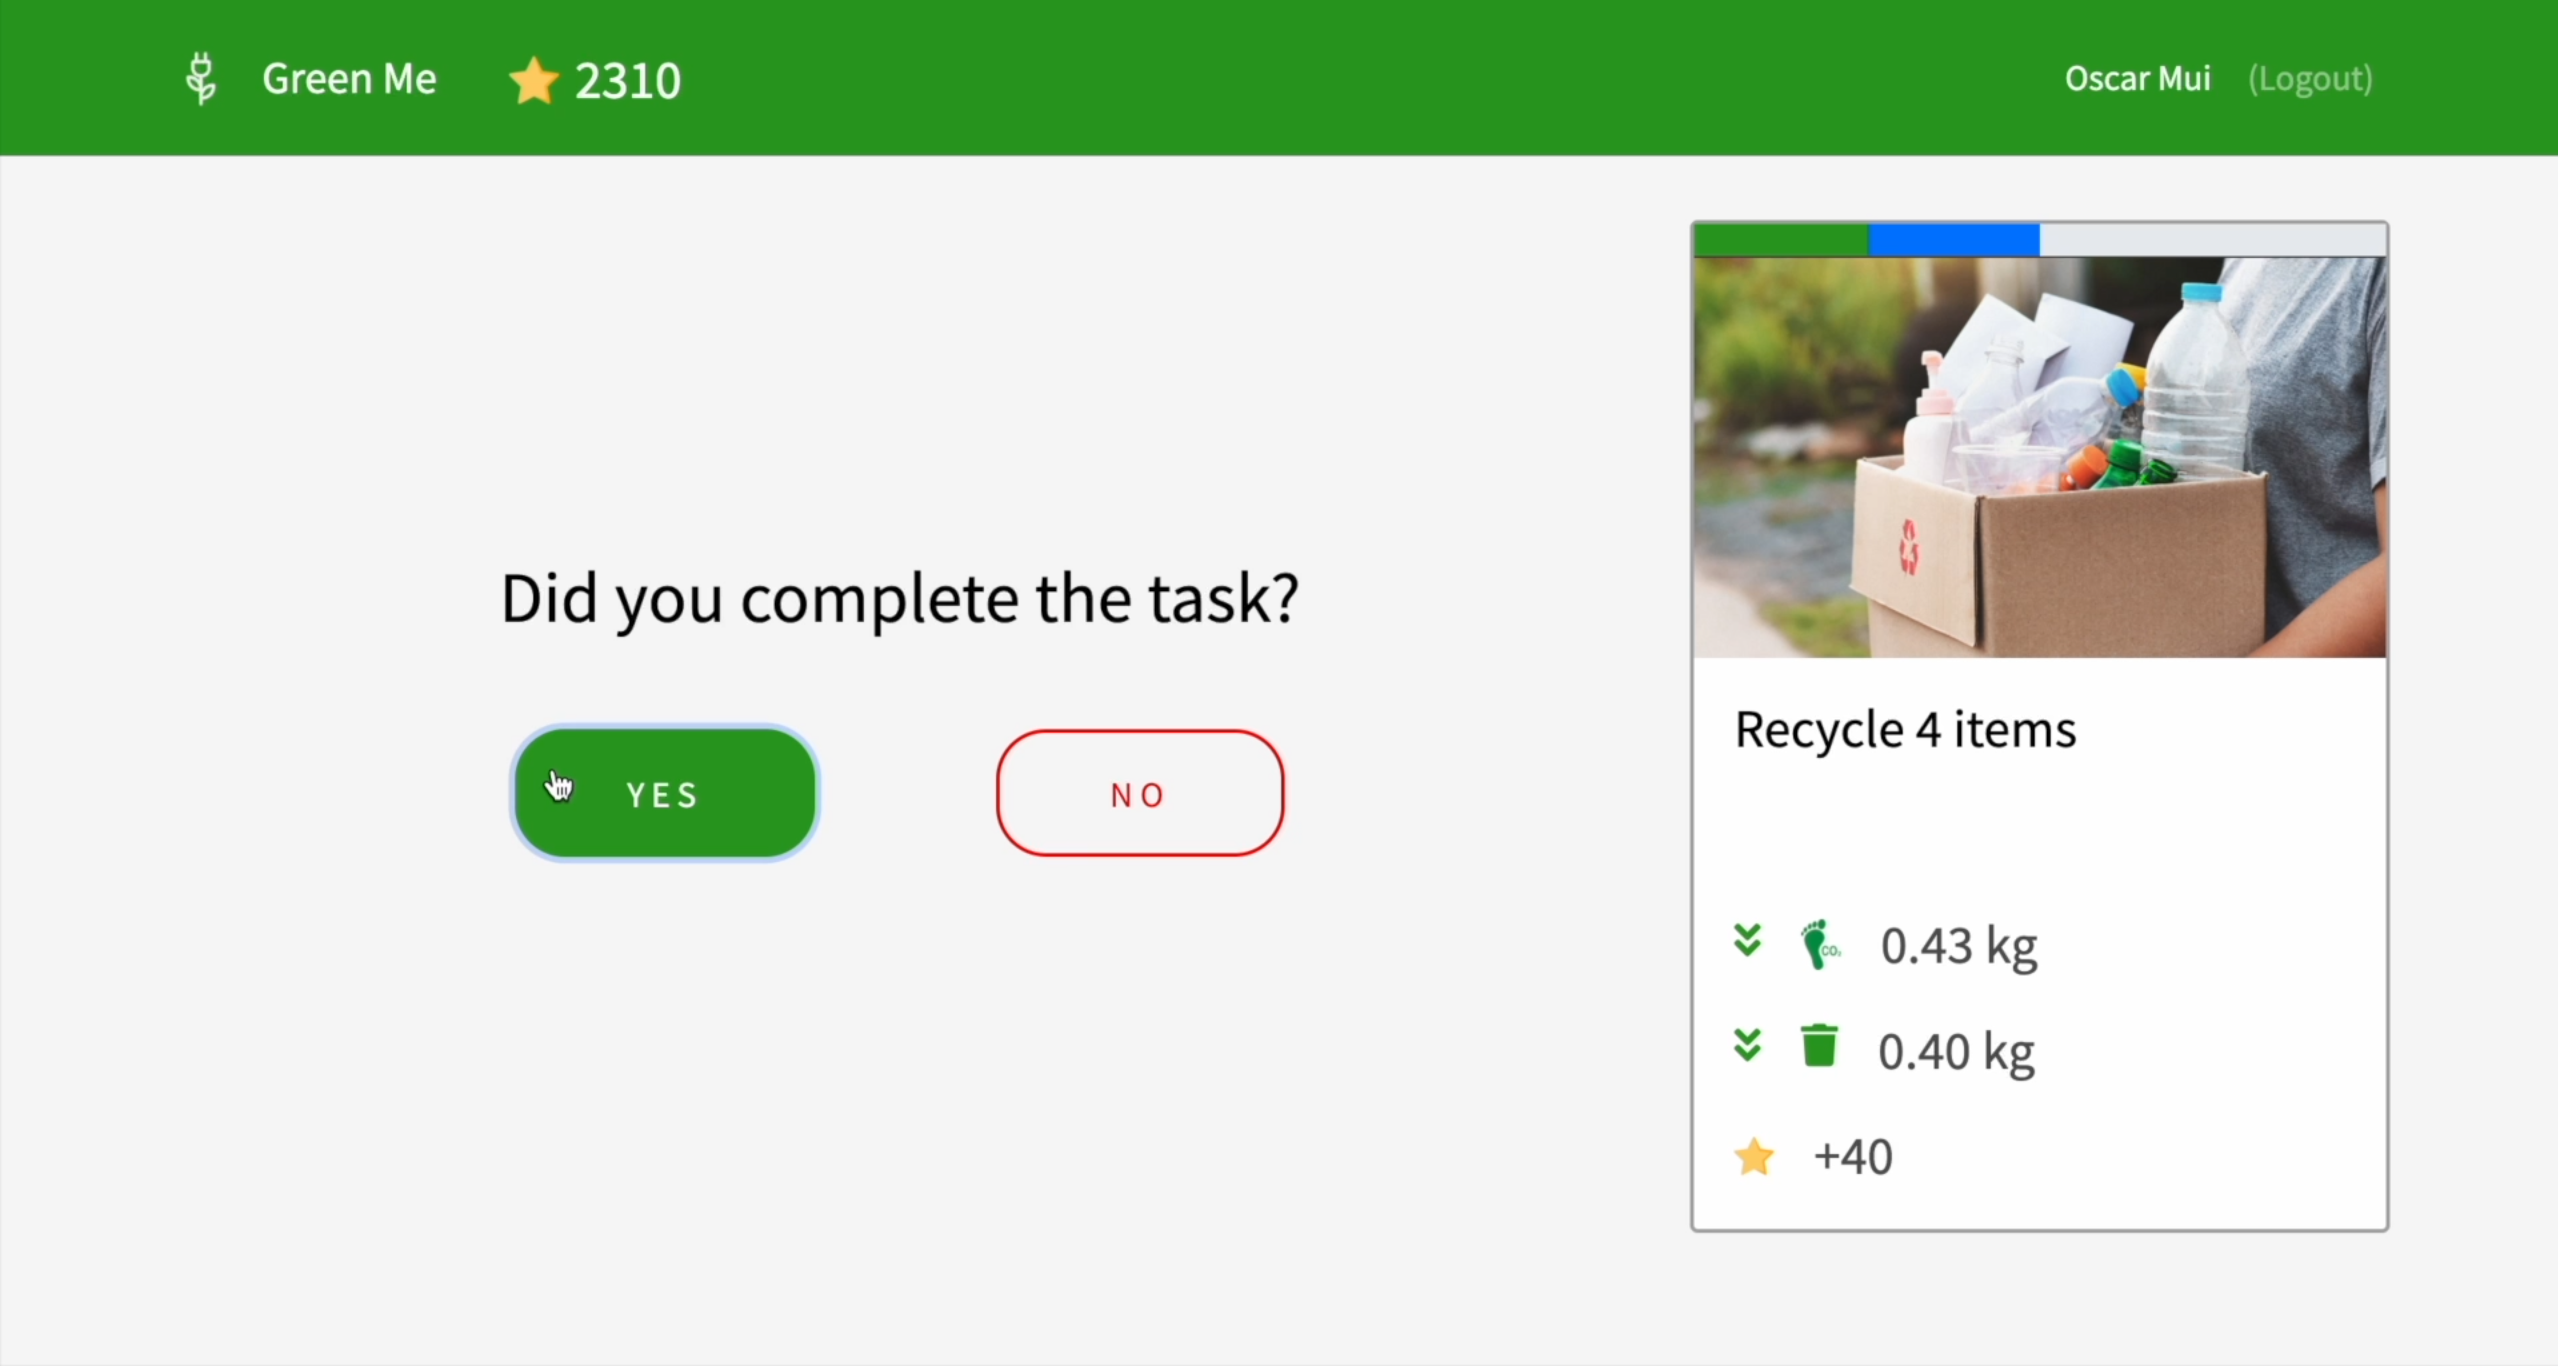 Green Me
2310
Oscar Mui (Logout)
Did you complete the task?
YES
NO
Recycle 4 items
CO₂
0.43 kg
0.40 kg
+40